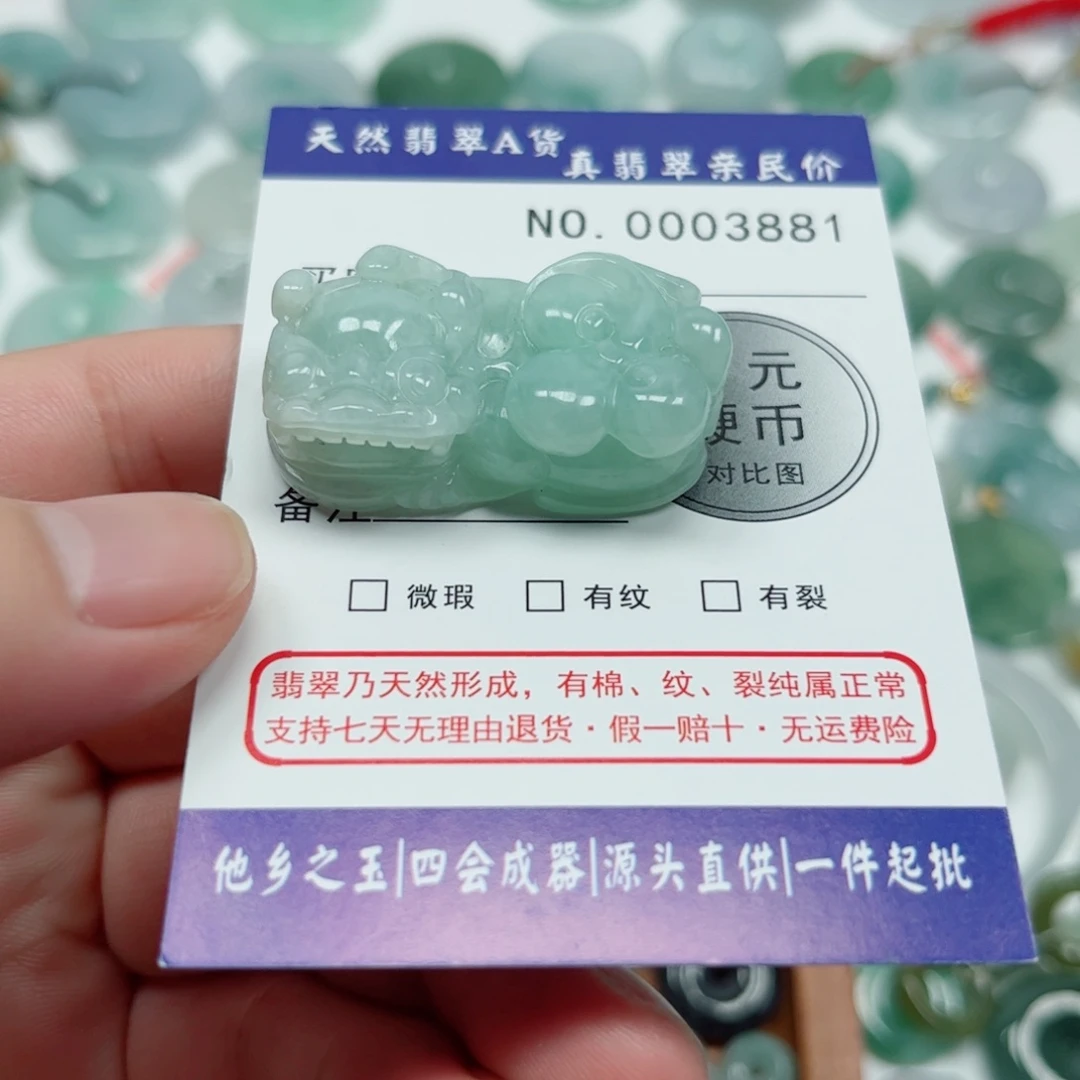 天然翡翠A货
真翡翠亲民价
NO. 0003881
元
硬币
对比图
备注
微瑕 有纹 有裂
翡翠乃天然形成，有棉、纹、裂纯属正常
支持七天无理由退货·假一赔十·无运费险
他乡之玉|四会成器|源头直供|一件起批